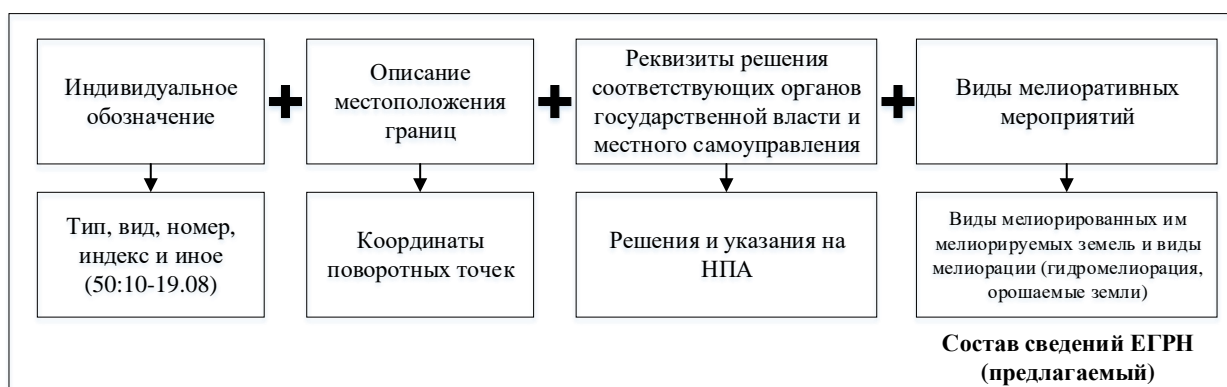 Индивидуальное
обозначение
Описание
местоположения
границ
Реквизиты решения
соответствующих органов
государственной власти и
местного самоуправления
Виды мелиоративных
мероприятий
Тип, вид, номер,
индекс и иное
(50:10-19.08)
Координаты
поворотных точек
Решения и указания на
НПА
Виды мелиорированных им
мелиорируемых земель и виды
мелиорации (гидромелиорация,
орошаемые земли)
Состав сведений ЕГРН
(предлагаемый)